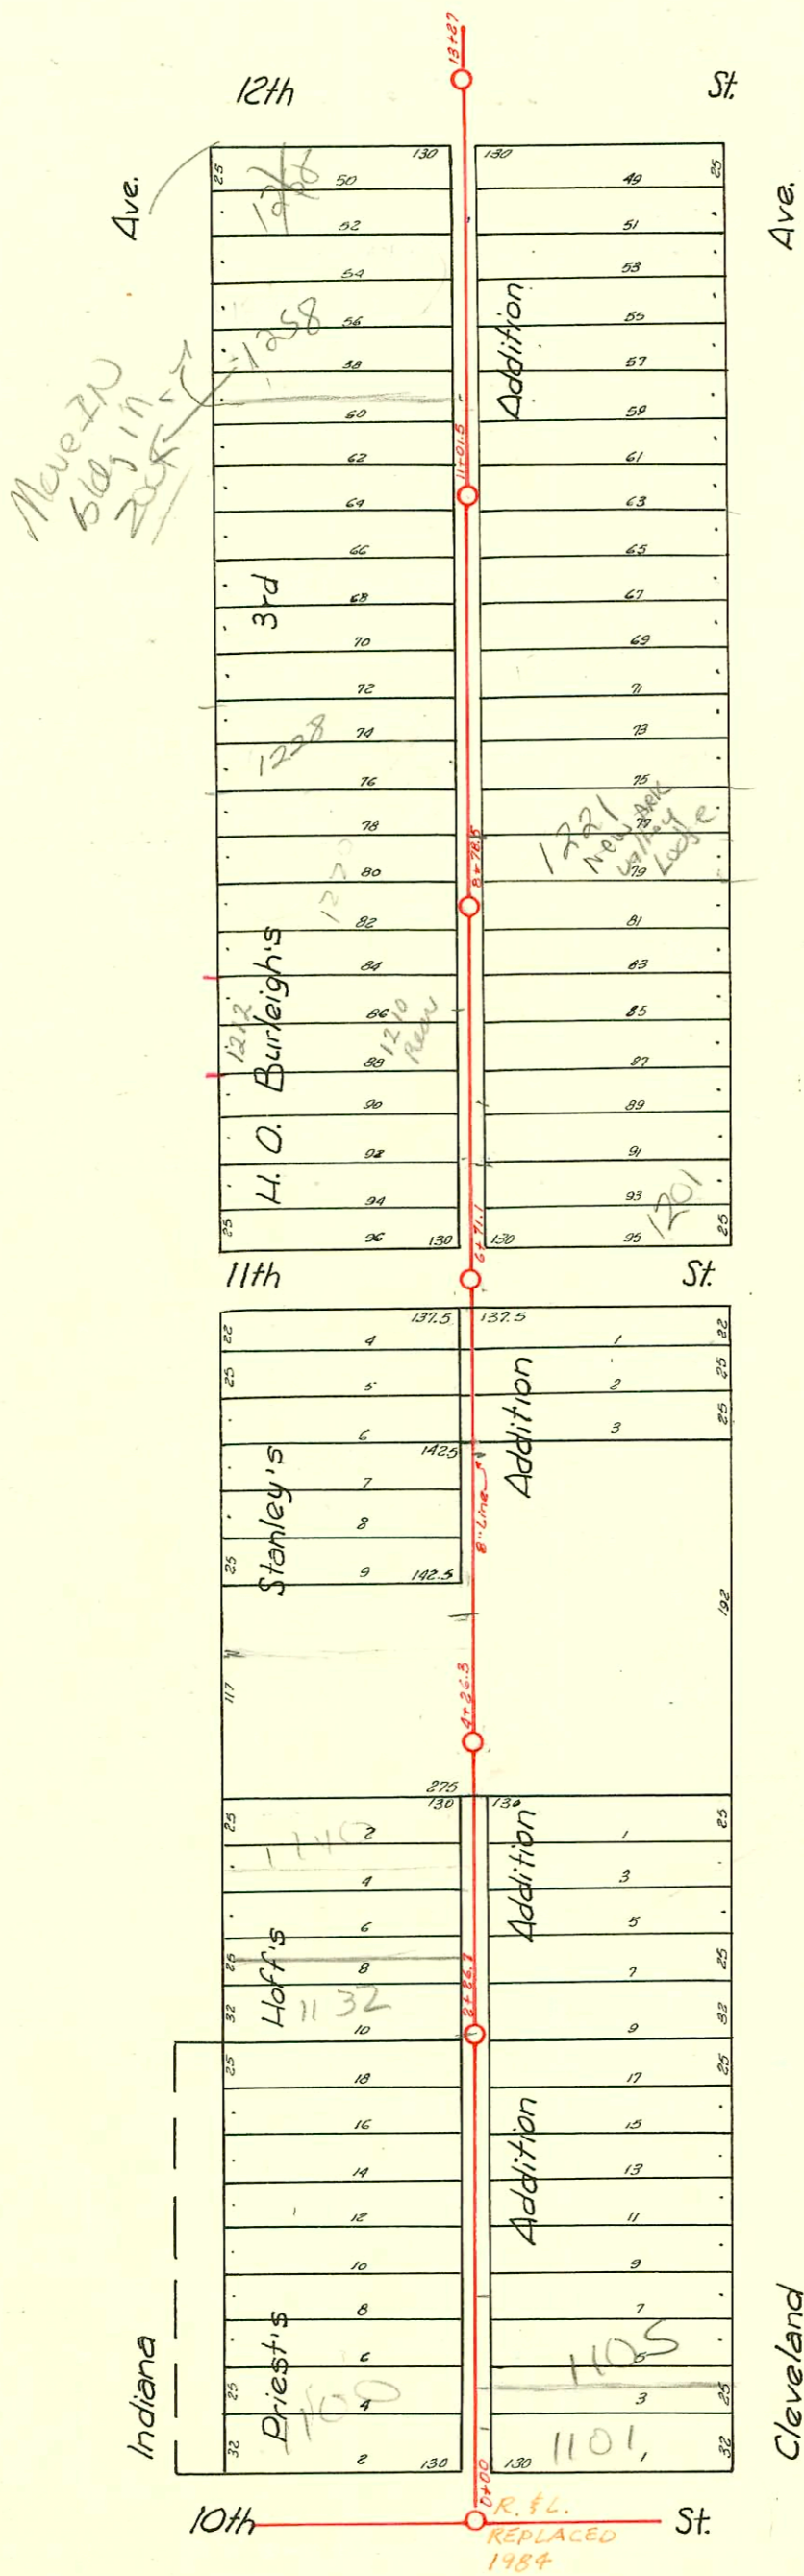 13+27
12th St.
Ave. Ave.
25 130 130 25
50 49
1266
52 51
54 53
56 55
1258
58 57
Addition
60 59
Move-IN
bldg in
62 61
11+01.5
64 63
66 65
3rd
68 67
70 69
72 71
74 73
1228
76 75
78 77
1221
New Ark
Valley
Lodge
8+78.5
80 79
82 81
84 83
H. O. Burleigh's
86 85
1212
1210
Rear
88 87
90 89
92 91
94 93
1201
25 96 130 130 95 25
6+71.1
11th St.
137.5 137.5
22 4 1 22
25 5 2 25
6 3 25
Stanley's Addition
142.5
7
8" Line
8
25 9 142.5
192
117
4+26.3
275
130 130
25 25
2 1
1140
4 3
Hoff's Addition
6 5
25 8 7 25
1132
2+26.7
32 10 9 32
25 18 17 25
16 15
14 13
Addition
12 11
10 9
8 7
Priest's
6 5
1105
25 4 3 25
1100
1101
32 2 130 130 1 32
Indiana Cleveland
0+00
10th St.
R. & L.
REPLACED
1984